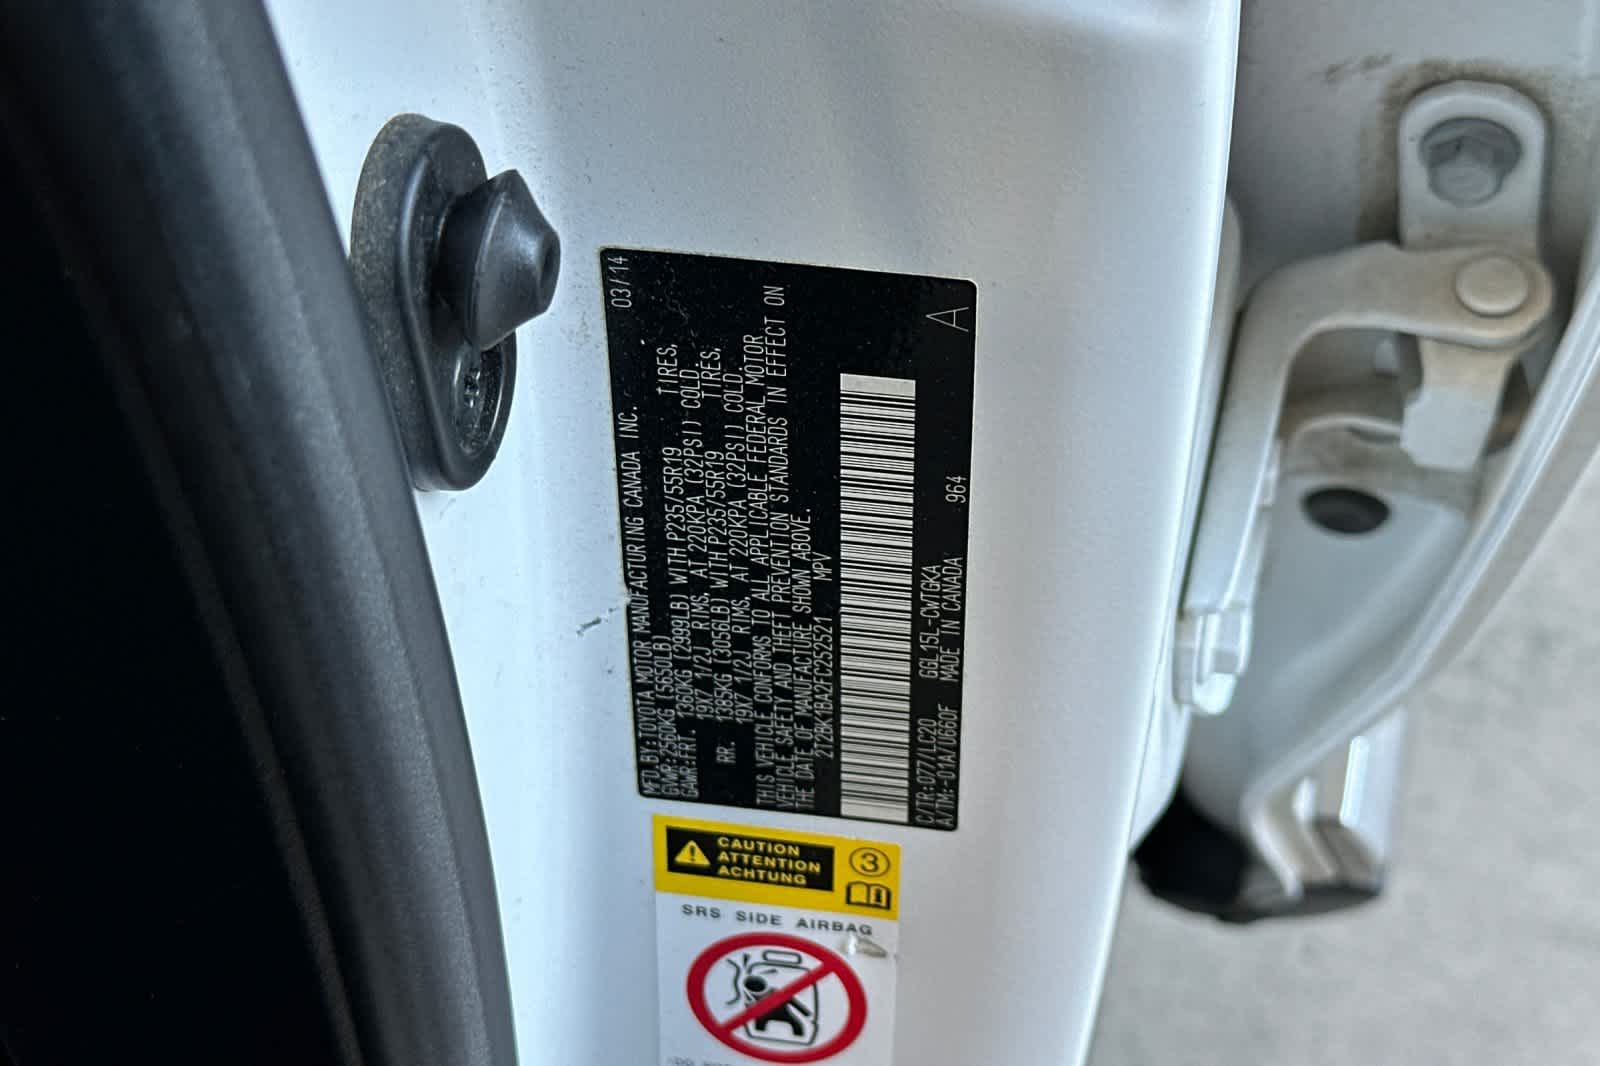 MFD BY:TOYOTA MOTOR MANUFACTURING CANADA INC. 03/14
GVWR:2560KG (5650LB)
GAWR:FR. 1360KG (2999LB) WITH P235/55R19 TIRES,
19X7 1/2J RIMS, AT 220KPA (32PSI) COLD.
RR: 1385KG (3056LB) WITH P235/55R19 TIRES,
19X7 1/2J RIMS, AT 220KPA (32PSI) COLD.
THIS VEHICLE CONFORMS TO ALL APPLICABLE FEDERAL MOTOR
VEHICLE SAFETY AND THEFT PREVENTION STANDARDS IN EFFECT ON
THE DATE OF MANUFACTURE SHOWN ABOVE.
2T2BK1BA2FC252521 MPV
A
C/TR:077/LC20 GGL15L-CWTGKA 964
A/TM:-01A/U660F MADE IN CANADA
CAUTION
ATTENTION
ACHTUNG
3
SRS SIDE AIRBAG